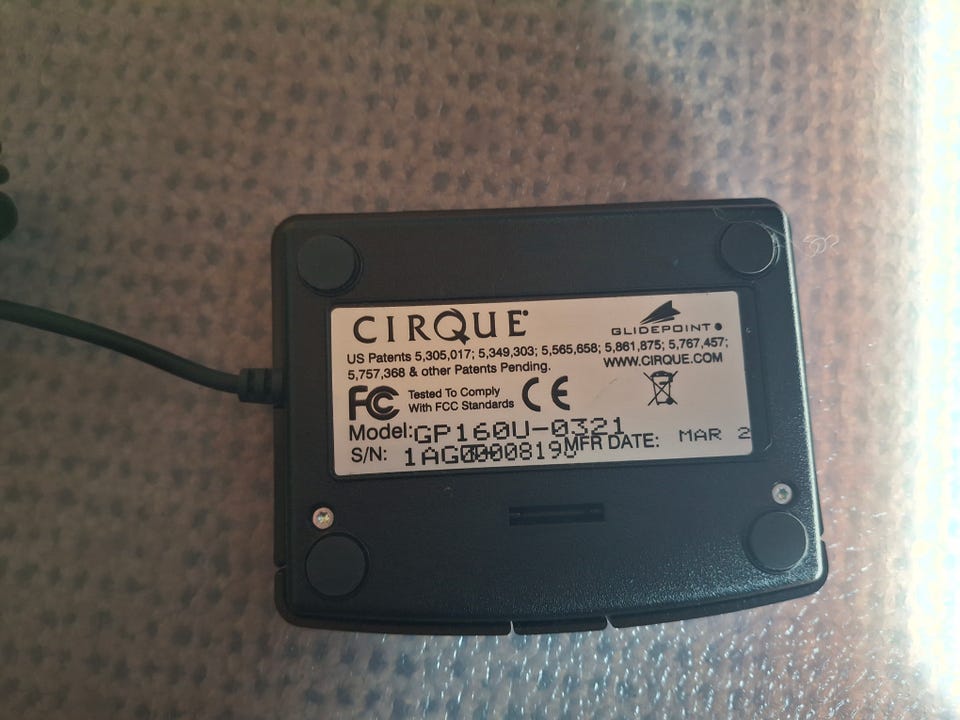 CIRQUE
GLIDEPOINT
US Patents 5,305,017; 5,349,303; 5,565,658; 5,861,875; 5,767,457;
5,757,368 & other Patents Pending.
WWW.CIRQUE.COM
FC Tested To Comply
With FCC Standards
CE
Model: GP160U-0321
S/N:
MFR DATE: MAR 2